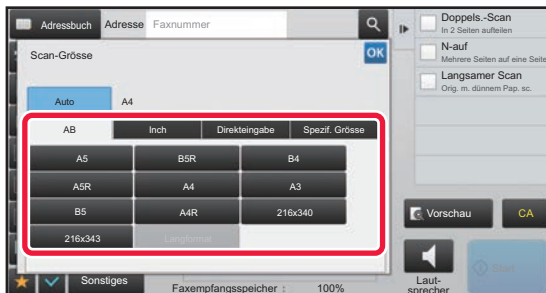 Adressbuch Adresse Faxnummer
Scan-Grösse
OK
Auto A4
AB Inch Direkteingabe Spezif. Grösse
A5 B5R B4
A5R A4 A3
B5 A4R 216x340
216x343 Langformat
Sonstiges Faxempfangsspeicher : 100%
Doppels.-Scan
In 2 Seiten aufteilen
N-auf
Mehrere Seiten auf eine Seite
Langsamer Scan
Orig. m. dünnem Pap. sc.
Vorschau CA
Laut-
sprecher
Start